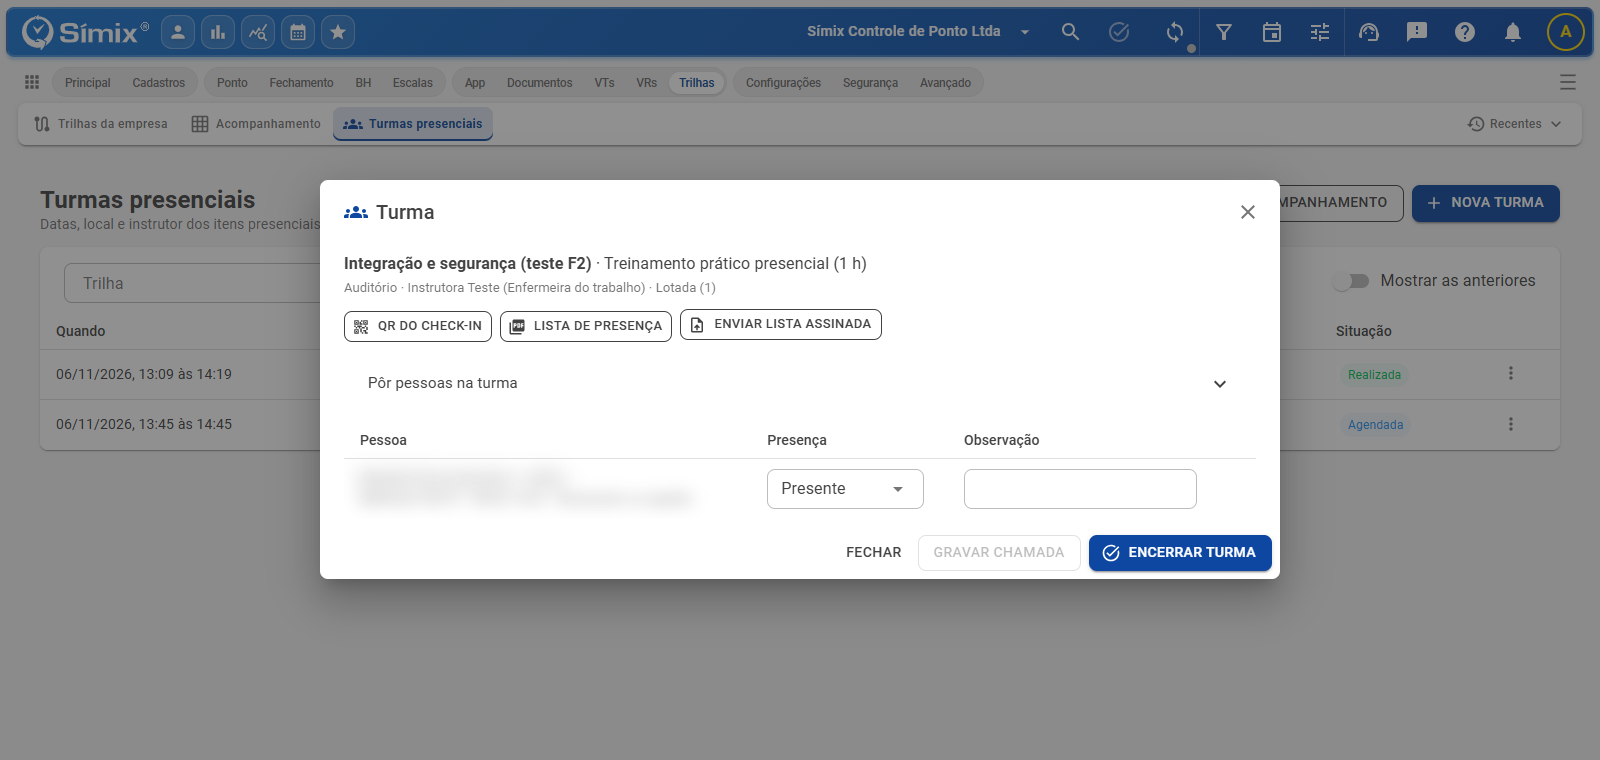 Símix®
Símix Controle de Ponto Ltda
A
Principal
Cadastros
Ponto
Fechamento
BH
Escalas
App
Documentos
VTs
VRs
Trilhas
Configurações
Segurança
Avançado
Trilhas da empresa
Acompanhamento
Turmas presenciais
Recentes
Turmas presenciais
Datas, local e instrutor dos itens presenciais
MPANHAMENTO
NOVA TURMA
Trilha
Mostrar as anteriores
Quando
Situação
06/11/2026, 13:09 às 14:19
Realizada
06/11/2026, 13:45 às 14:45
Agendada
Turma
Integração e segurança (teste F2) · Treinamento prático presencial (1 h)
Auditório · Instrutora Teste (Enfermeira do trabalho) · Lotada (1)
QR DO CHECK-IN
PDF
LISTA DE PRESENÇA
ENVIAR LISTA ASSINADA
Pôr pessoas na turma
Pessoa
Presença
Observação
Presente
FECHAR
GRAVAR CHAMADA
ENCERRAR TURMA